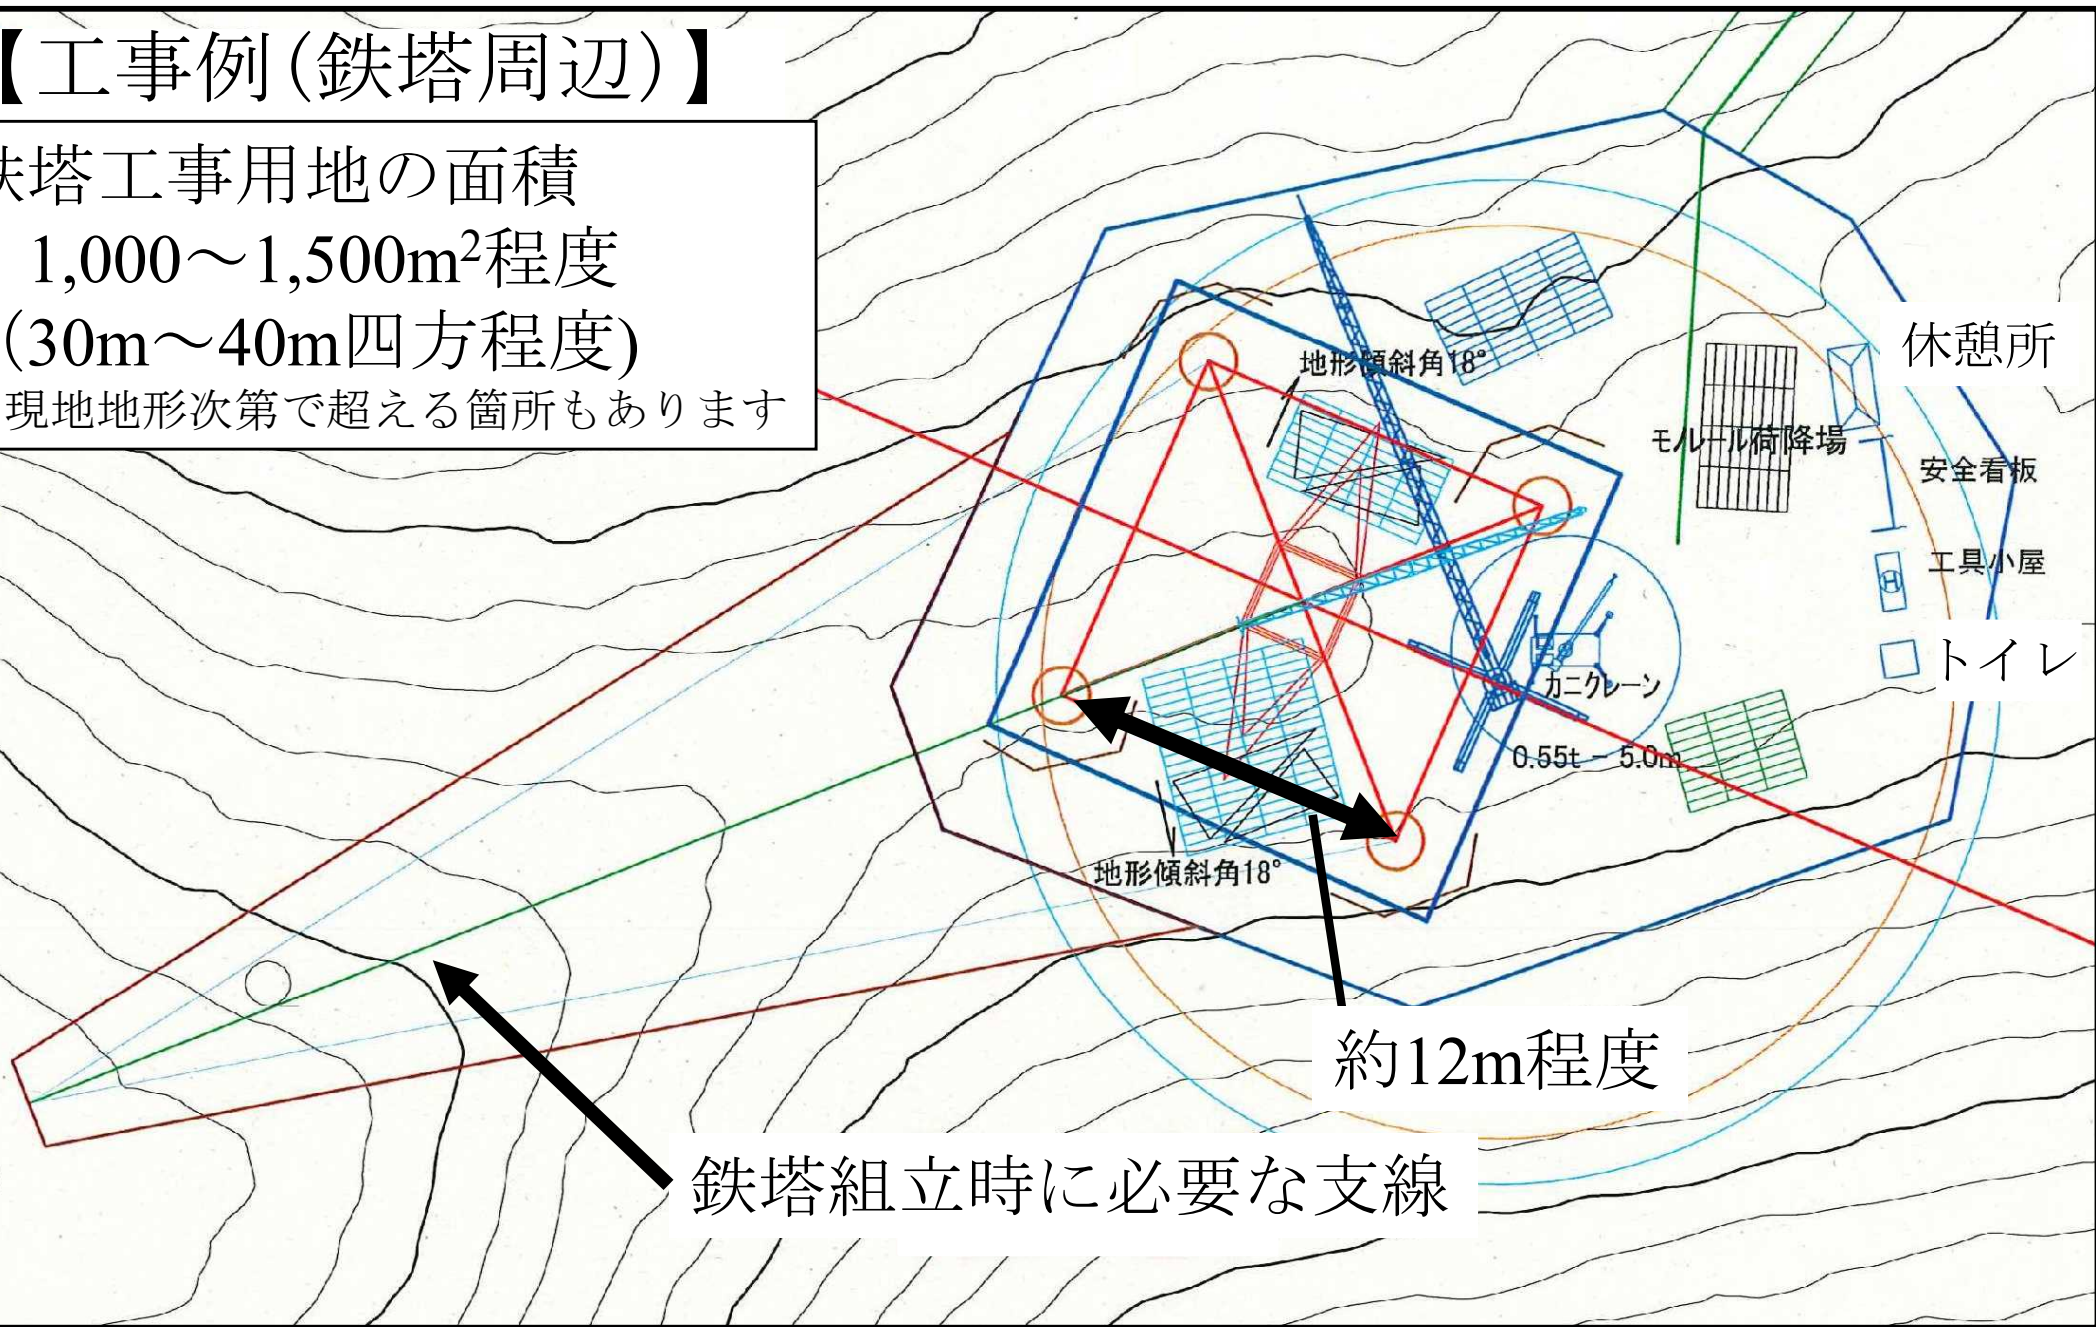 【工事例(鉄塔周辺)】
塔工事用地の面積
1,000～1,500m²程度
(30m～40m四方程度)
現地地形次第で超える箇所もあります
地形傾斜角18°
休憩所
モノレール荷降場
安全看板
工具小屋
トイレ
カニクレーン
0.55t - 5.0m
地形傾斜角18°
約12m程度
鉄塔組立時に必要な支線